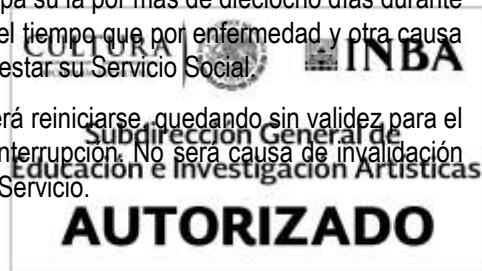 pa su la por más de dieciocho días durante
el tiempo que por enfermedad y otra causa
estar su Servicio Social.
CULTURA INBA
erá reiniciarse, quedando sin validez para el
nterrupción. No será causa de invalidación
Servicio.
Subdirección General de
Educación e Investigación Artísticas
AUTORIZADO